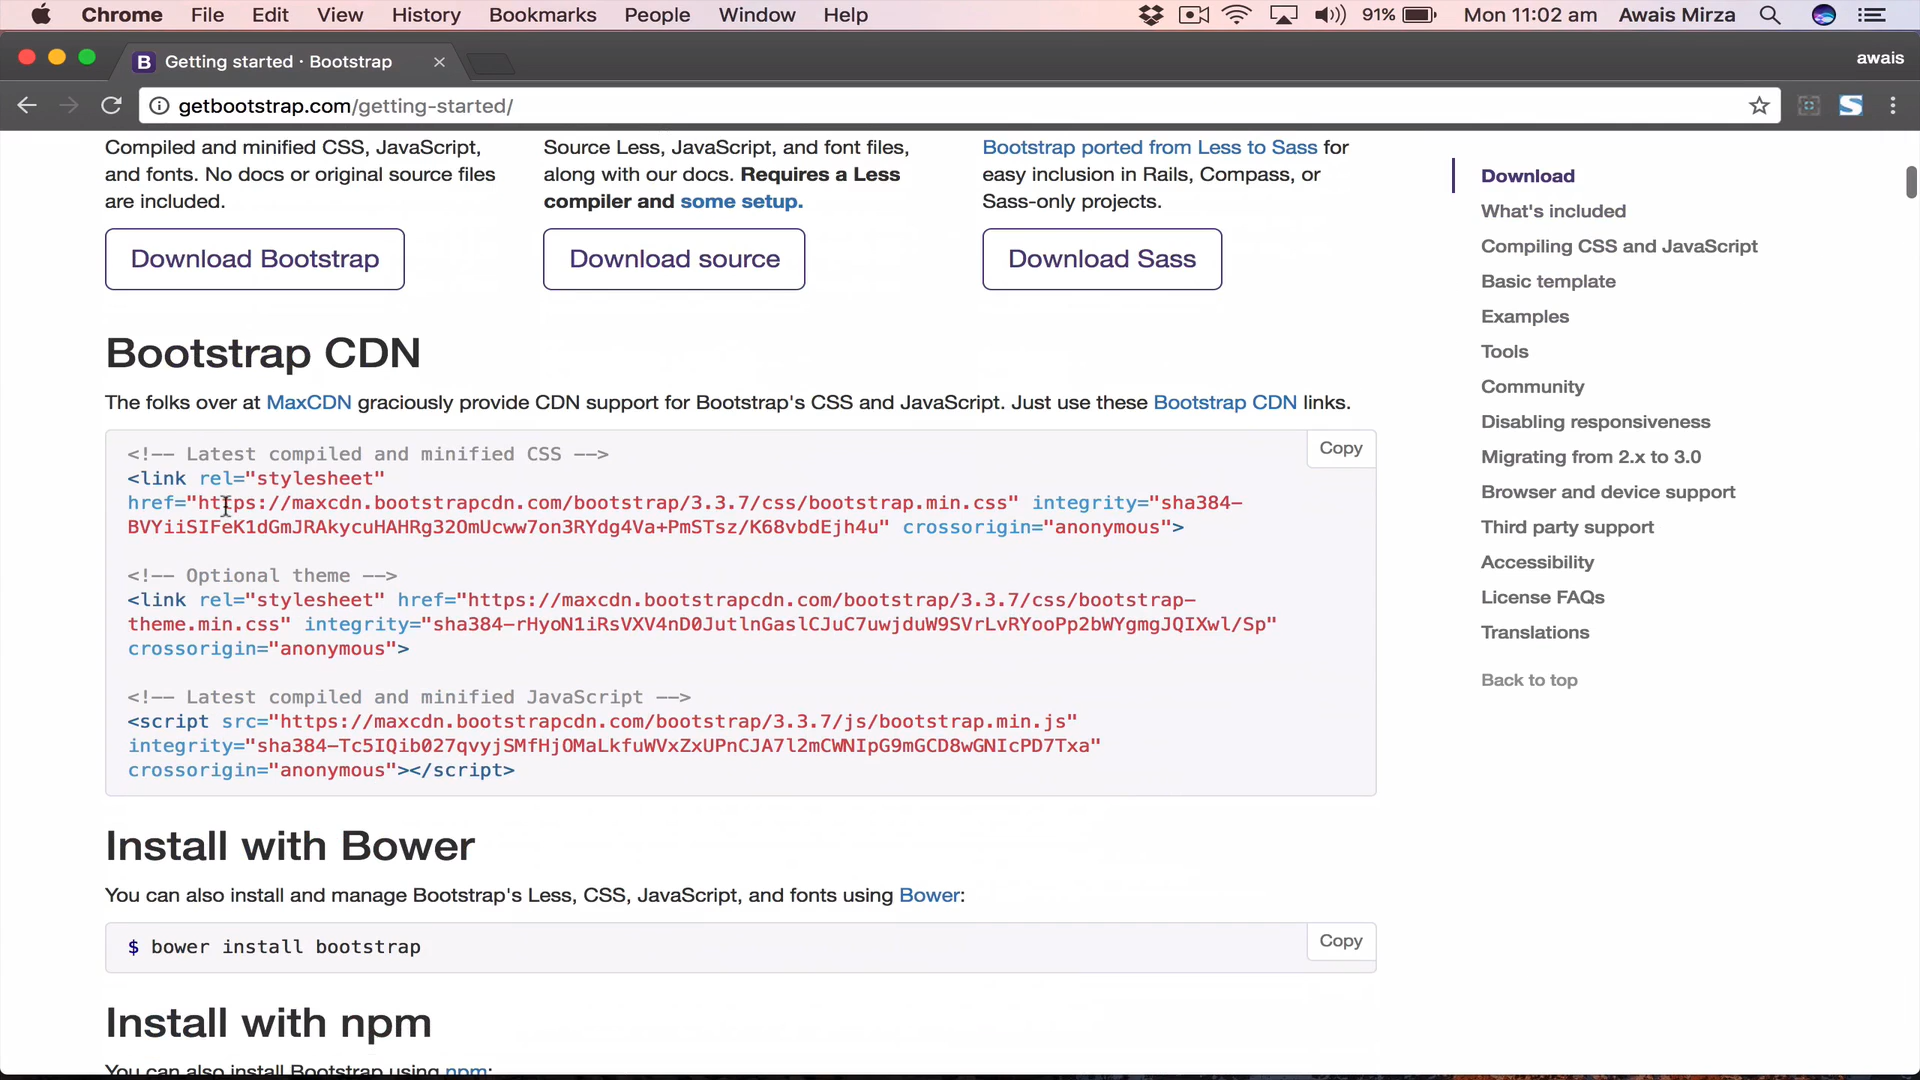 Chrome File Edit View History Bookmarks People Window Help 91% Mon 11:02 am Awais Mirza
B Getting started · Bootstrap × awais
getbootstrap.com/getting-started/
Compiled and minified CSS, JavaScript,
and fonts. No docs or original source files
are included.
Download Bootstrap
Source Less, JavaScript, and font files,
along with our docs. Requires a Less
compiler and some setup.
Download source
Bootstrap ported from Less to Sass for
easy inclusion in Rails, Compass, or
Sass-only projects.
Download Sass
Bootstrap CDN
The folks over at MaxCDN graciously provide CDN support for Bootstrap's CSS and JavaScript. Just use these Bootstrap CDN links.
Copy
<!-- Latest compiled and minified CSS -->
<link rel="stylesheet"
href="https://maxcdn.bootstrapcdn.com/bootstrap/3.3.7/css/bootstrap.min.css" integrity="sha384-
BVYiiSIFeK1dGmJRAkycuHAHRg32OmUcww7on3RYdg4Va+PmSTsz/K68vbdEjh4u" crossorigin="anonymous">
<!-- Optional theme -->
<link rel="stylesheet" href="https://maxcdn.bootstrapcdn.com/bootstrap/3.3.7/css/bootstrap-
theme.min.css" integrity="sha384-rHyoN1iRsVXV4nD0JutlnGaslCJuC7uwjduW9SVrLvRYooPp2bWYgmgJQIXwl/Sp"
crossorigin="anonymous">
<!-- Latest compiled and minified JavaScript -->
<script src="https://maxcdn.bootstrapcdn.com/bootstrap/3.3.7/js/bootstrap.min.js"
integrity="sha384-Tc5IQib027qvyjSMfHjOMaLkfuWVxZxUPnCJA7l2mCWNIpG9mGCD8wGNIcPD7Txa"
crossorigin="anonymous"></script>
Install with Bower
You can also install and manage Bootstrap's Less, CSS, JavaScript, and fonts using Bower:
$ bower install bootstrap
Copy
Install with npm
You can also install Bootstrap using npm:
Download
What's included
Compiling CSS and JavaScript
Basic template
Examples
Tools
Community
Disabling responsiveness
Migrating from 2.x to 3.0
Browser and device support
Third party support
Accessibility
License FAQs
Translations
Back to top